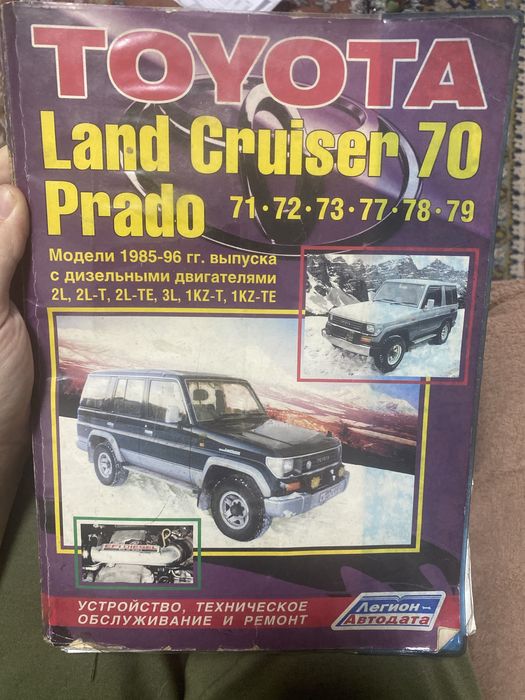 TOYOTA
Land Cruiser 70
Prado 71•72•73•77•78•79
Модели 1985-96 гг. выпуска
с дизельными двигателями
2L, 2L-T, 2L-TE, 3L, 1KZ-T, 1KZ-TE
TOYOTA
УСТРОЙСТВО, ТЕХНИЧЕСКОЕ
ОБСЛУЖИВАНИЕ И РЕМОНТ
Легион
Автодата